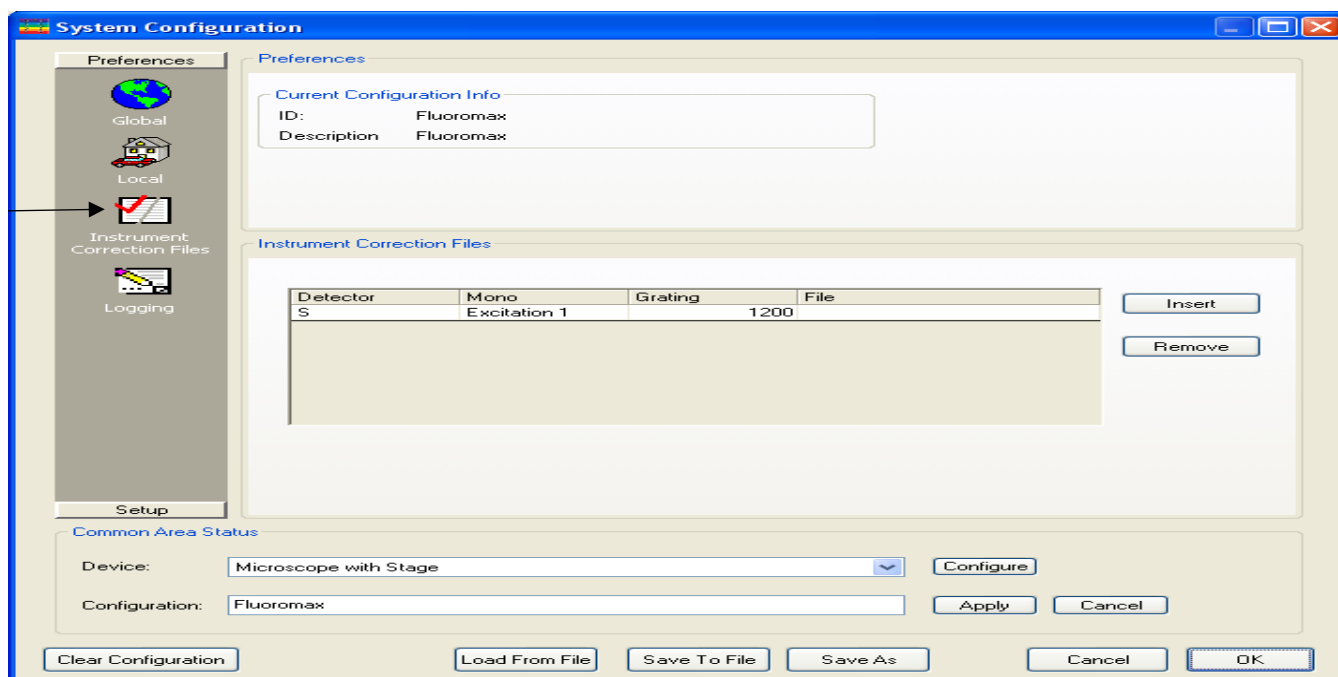 System Configuration
Preferences
Global
Local
Instrument
Correction Files
Logging
Setup
Preferences
Current Configuration Info
ID: Fluoromax
Description Fluoromax
Instrument Correction Files
Detector Mono Grating File
S Excitation 1 1200
Insert
Remove
Common Area Status
Device: Microscope with Stage Configure
Configuration: Fluoromax Apply Cancel
Clear Configuration Load From File Save To File Save As Cancel OK